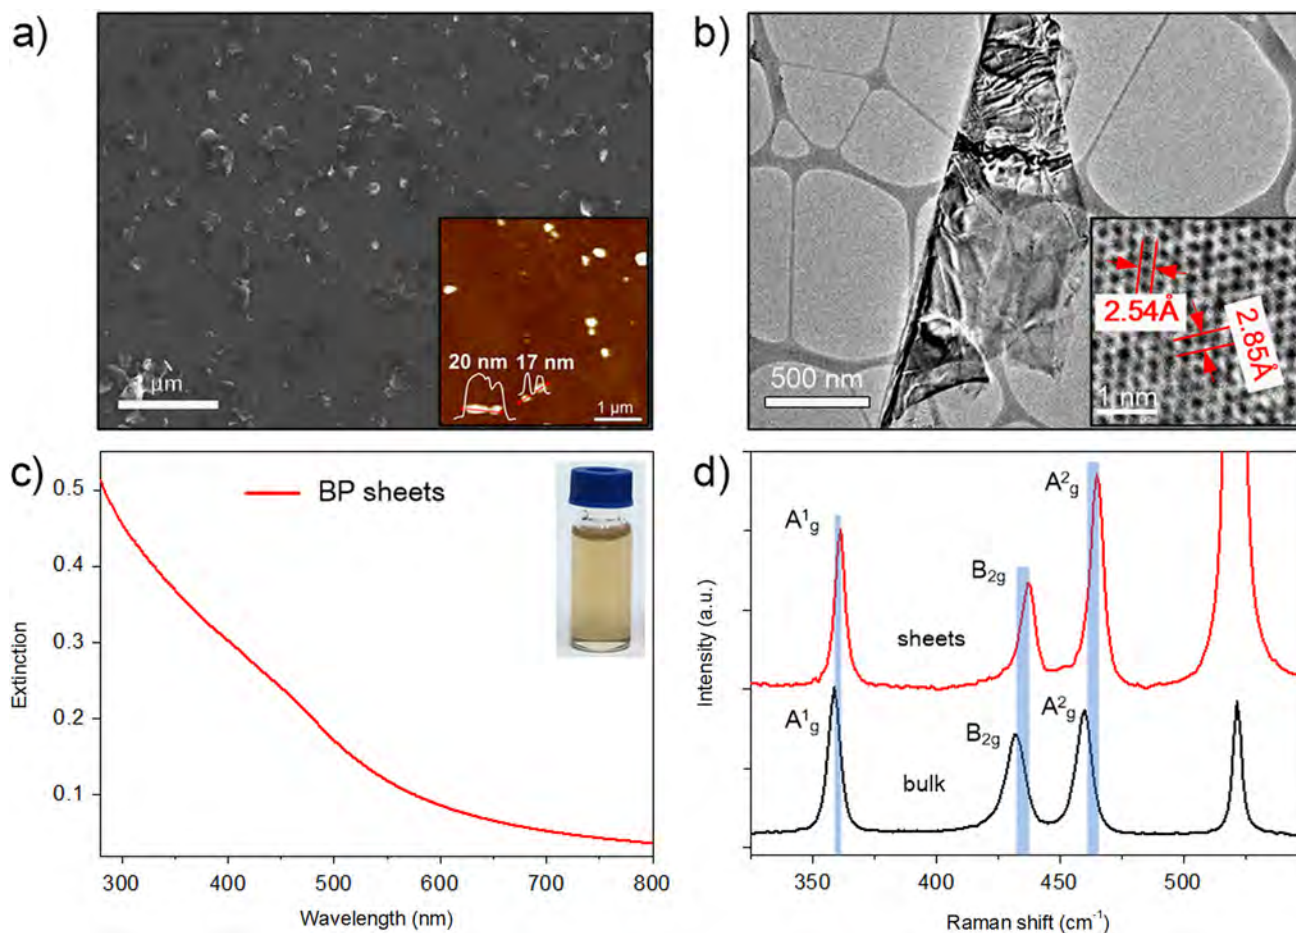 a)
1 µm
20 nm 17 nm
1 µm
b)
500 nm
2.54Å
2.85Å
1 nm
c)
BP sheets
0.5
0.4
0.3
0.2
0.1
Extinction
300 400 500 600 700 800
Wavelength (nm)
d)
A¹g
B₂g
A²g
sheets
A¹g
B₂g
A²g
bulk
Intensity (a.u.)
350 400 450 500
Raman shift (cm⁻¹)